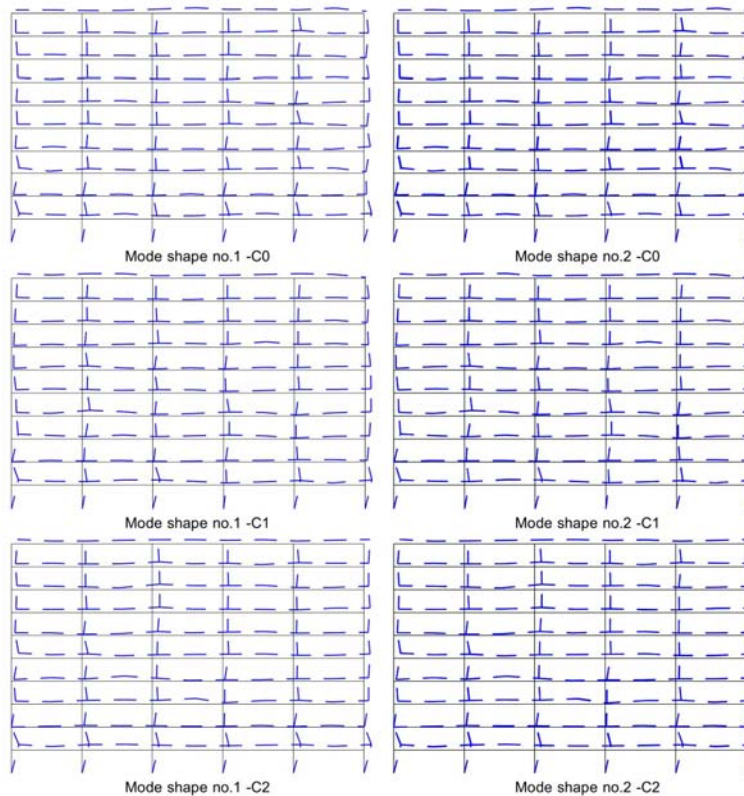 Mode shape no.1 -C0
Mode shape no.2 -C0
Mode shape no.1 -C1
Mode shape no.2 -C1
Mode shape no.1 -C2
Mode shape no.2 -C2